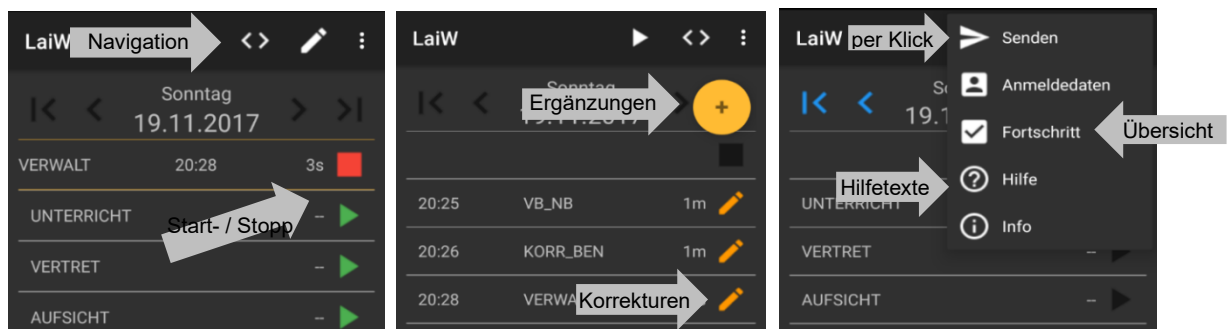 LaiW
Navigation
Sonntag
19.11.2017
VERWALT 20:28 3s
UNTERRICHT --
Start- / Stopp
VERTRET --
AUFSICHT --
LaiW
Ergänzungen
+
20:25 VB_NB 1m
20:26 KORR_BEN 1m
20:28
Korrekturen
LaiW
per Klick
Senden
Anmeldedaten
Fortschritt
Übersicht
Hilfetexte
Hilfe
Info
UNTERRICHT
VERTRET --
AUFSICHT --